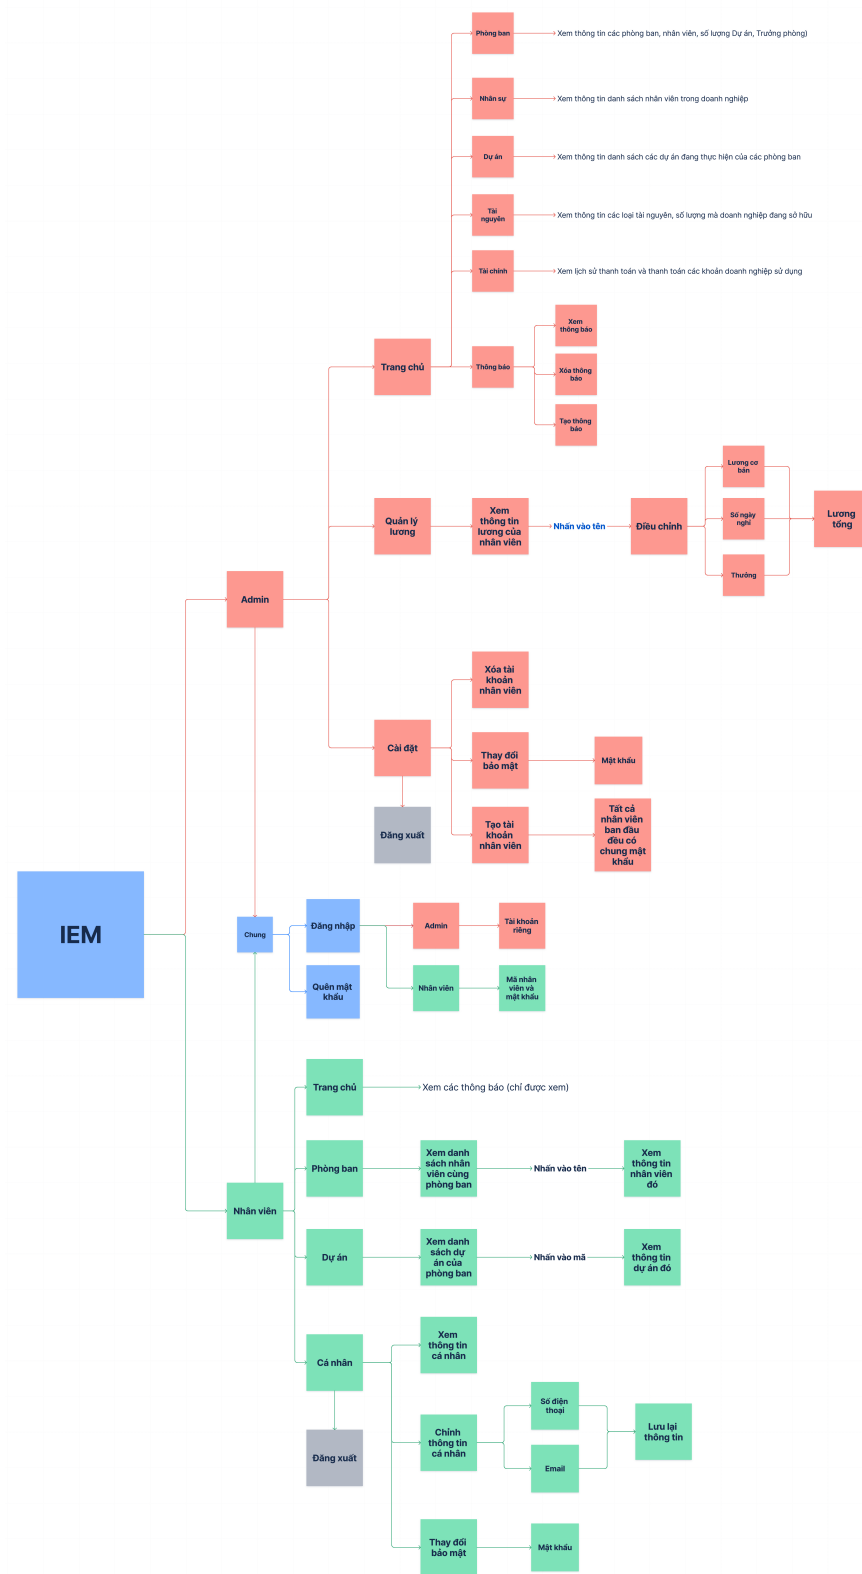 Phòng ban
Xem thông tin các phòng ban, nhân viên, số lượng Dự án, Trưởng phòng)
Nhân sự
Xem thông tin danh sách nhân viên trong doanh nghiệp
Dự án
Xem thông tin danh sách các dự án đang thực hiện của các phòng ban
Tài
nguyên
Xem thông tin các loại tài nguyên, số lượng mà doanh nghiệp đang sở hữu
Tài chính
Xem lịch sử thanh toán và thanh toán các khoản doanh nghiệp sử dụng
Trang chủ
Thông báo
Xem
thông báo
Xóa thông
báo
Tạo thông
báo
Quản lý
lương
Xem
thông tin
lương của
nhân viên
Nhấn vào tên
Điều chỉnh
Lương cơ
bản
Số ngày
nghỉ
Thưởng
Lương
tổng
Admin
Cài đặt
Xóa tài
khoản
nhân viên
Thay đổi
bảo mật
Mật khẩu
Đăng xuất
Tạo tài
khoản
nhân viên
Tất cả
nhân viên
ban đầu
đều có
chung mật
khẩu
IEM
Chung
Đăng nhập
Admin
Tài khoản
riêng
Quên mật
khẩu
Nhân viên
Mã nhân
viên và
mật khẩu
Trang chủ
Xem các thông báo (chỉ được xem)
Phòng ban
Xem danh
sách nhân
viên cùng
phòng ban
Nhấn vào tên
Xem
thông tin
nhân viên
đó
Nhân viên
Dự án
Xem danh
sách dự
án của
phòng ban
Nhấn vào mã
Xem
thông tin
dự án đó
Cá nhân
Xem
thông tin
cá nhân
Đăng xuất
Chỉnh
thông tin
cá nhân
Số điện
thoại
Email
Lưu lại
thông tin
Thay đổi
bảo mật
Mật khẩu